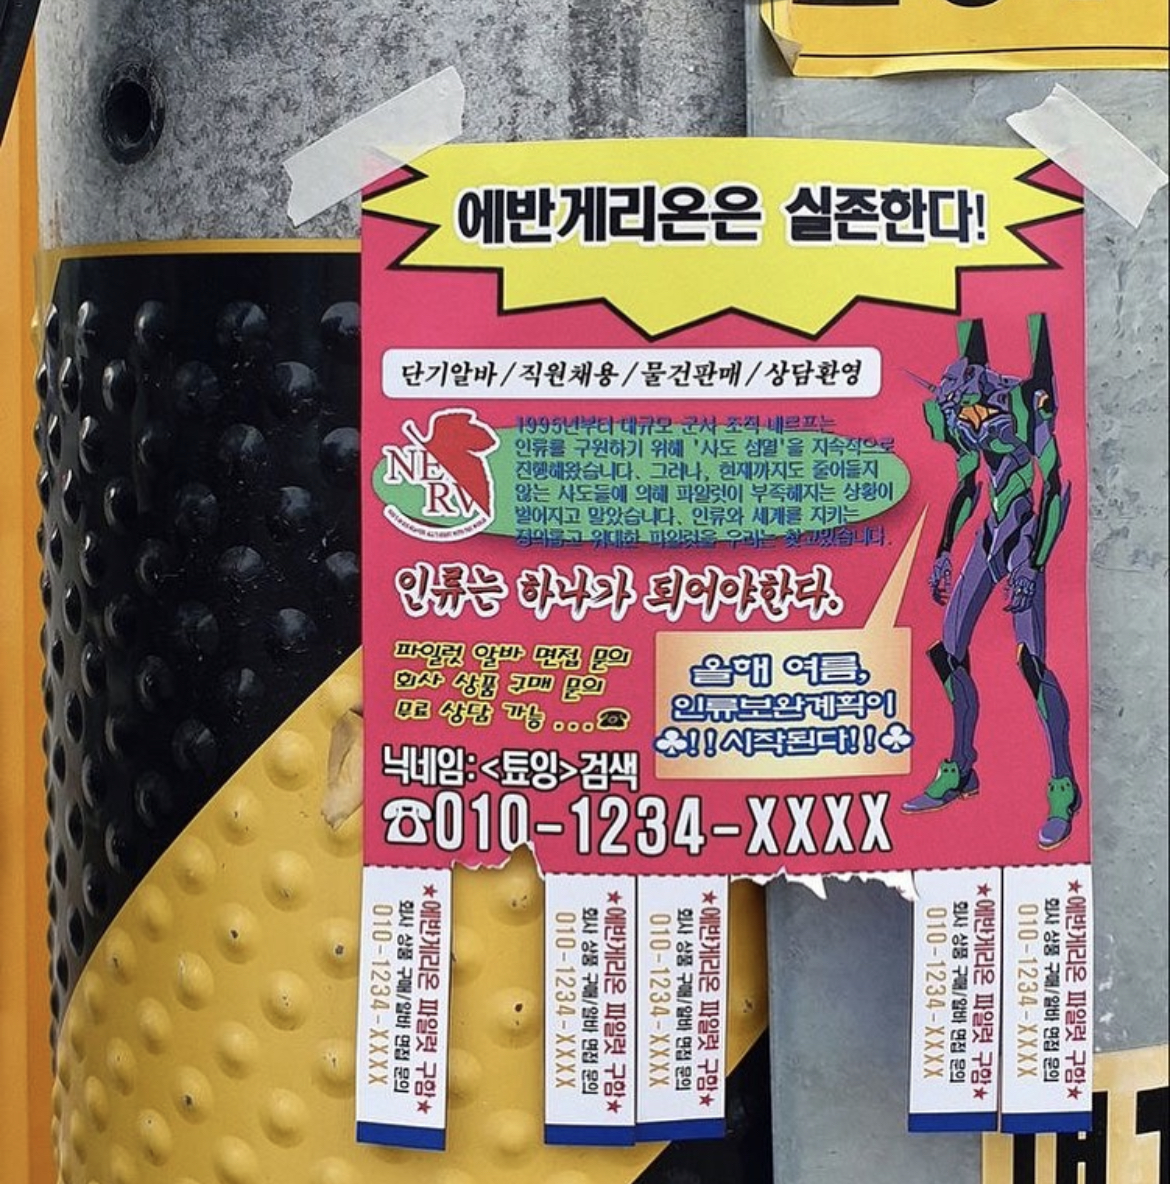 에반게리온은 실존한다!
단기알바/직원채용/물건판매/상담환영
NE
RV
1995년부터 대규모 군사 조직 네르프는
인류를 구원하기 위해 '사도 섬멸'을 지속적으로
진행해왔습니다. 그러나, 현재까지도 줄어들지
않는 사도들에 의해 파일럿이 부족해지는 상황이
벌어지고 말았습니다. 인류와 세계를 지키는
정의롭고 위대한 파일럿을 우리는 찾고있습니다.
인류는 하나가 되어야한다.
파일럿 알바 면접 문의
회사 상품 구매 문의
무료 상담 가능...☎
올해 여름,
인류보완계획이
♣!!시작된다!!♣
닉네임:<툐잉>검색
☎010-1234-XXXX
★에반게리온 파일럿 구함★
회사 상품 구매/알바 면접 문의
010-1234-XXXX
★에반게리온 파일럿 구함★
회사 상품 구매/알바 면접 문의
010-1234-XXXX
★에반게리온 파일럿 구함★
회사 상품 구매/알바 면접 문의
010-1234-XXXX
★에반게리온 파일럿 구함★
회사 상품 구매/알바 면접 문의
010-1234-XXXX
★에반게리온 파일럿 구함★
회사 상품 구매/알바 면접 문의
010-1234-XXXX